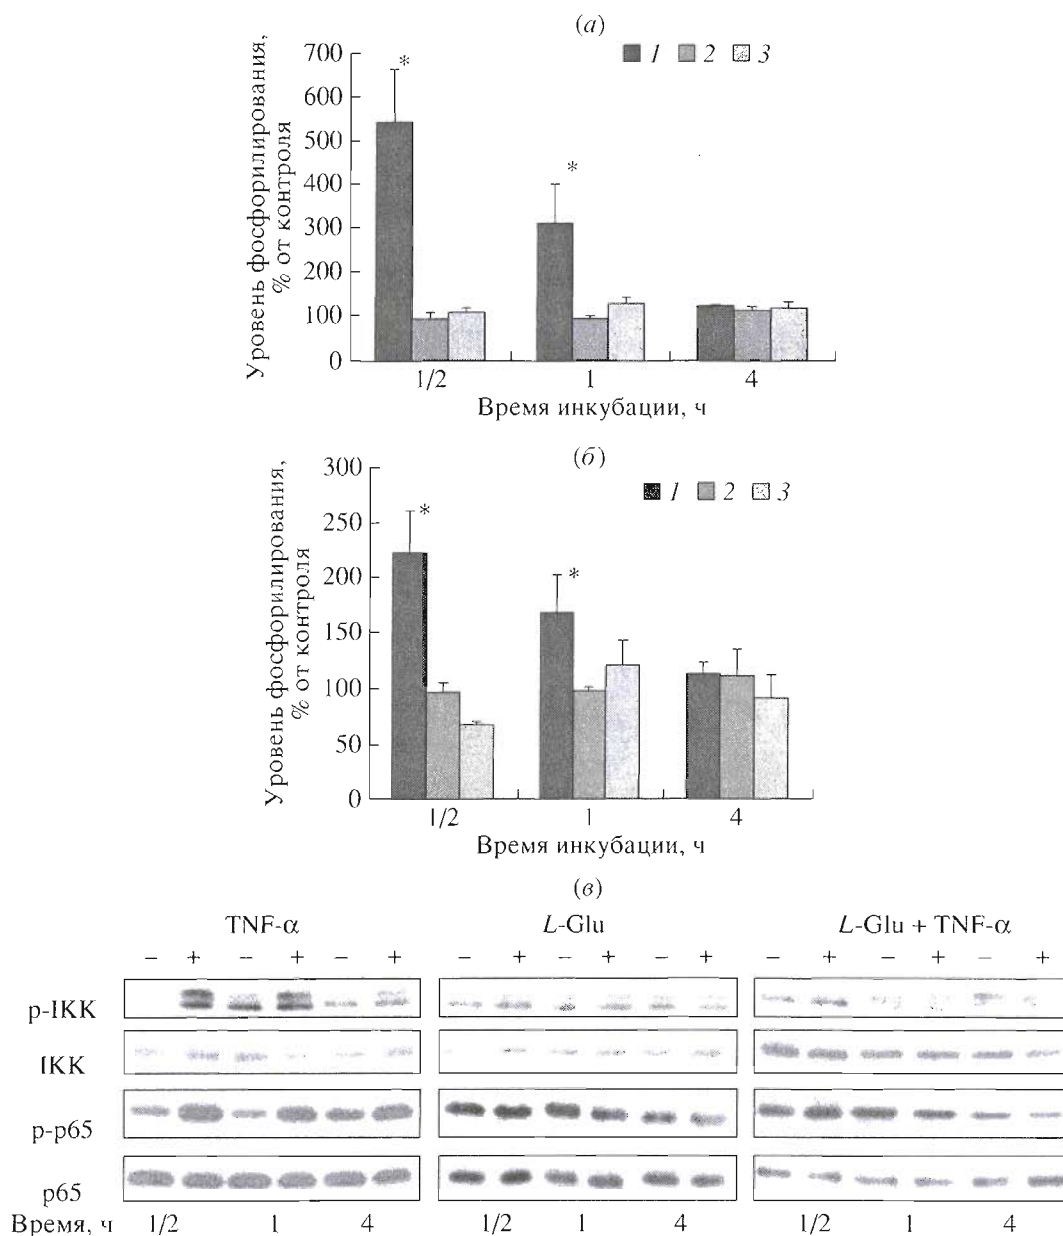 (а)
Уровень фосфорилирования,
% от контроля
700
600
500
400
300
200
100
0
*
*
1 2 3
1/2 1 4
Время инкубации, ч
(б)
Уровень фосфорилирования,
% от контроля
300
250
200
150
100
50
0
*
*
1 2 3
1/2 1 4
Время инкубации, ч
(в)
TNF-α L-Glu L-Glu + TNF-α
– + – + – + – + – + – + – + – + – +
p-IKK
IKK
p-p65
p65
Время, ч 1/2 1 4 1/2 1 4 1/2 1 4